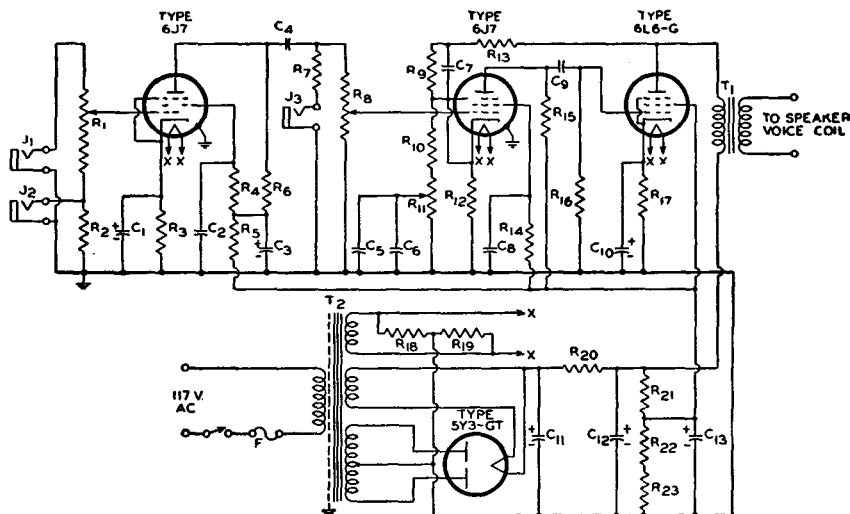 TYPE
6J7
TYPE
6J7
TYPE
6L6-G
C4
R7
J3
R8
R9
C7
R13
C9
T1
J1
R1
R15
TO SPEAKER
VOICE COIL
X X
X X
X X
J2
R10
R4
R6
R2
C1
R3
C2
R5
C3
R11
R12
R16
R17
C5
C6
C8
R14
C10
T2
X
R18
R19
X
117 V.
AC
F
R20
TYPE
5Y3-GT
R21
C11
C12
R22
C13
R23